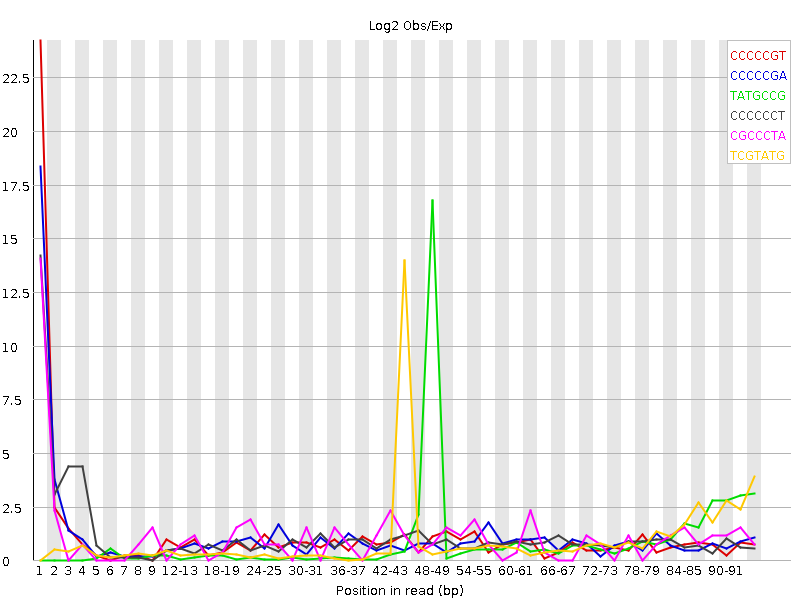 Log2 Obs/Exp
22.5
20
17.5
15
12.5
10
7.5
5
2.5
0
CCCCCGT
CCCCCGA
TATGCCG
CCCCCCT
CGCCCTA
TCGTATG
1 2 3 4 5 6 7 8 9 12-13 18-19 24-25 30-31 36-37 42-43 48-49 54-55 60-61 66-67 72-73 78-79 84-85 90-91
Position in read (bp)